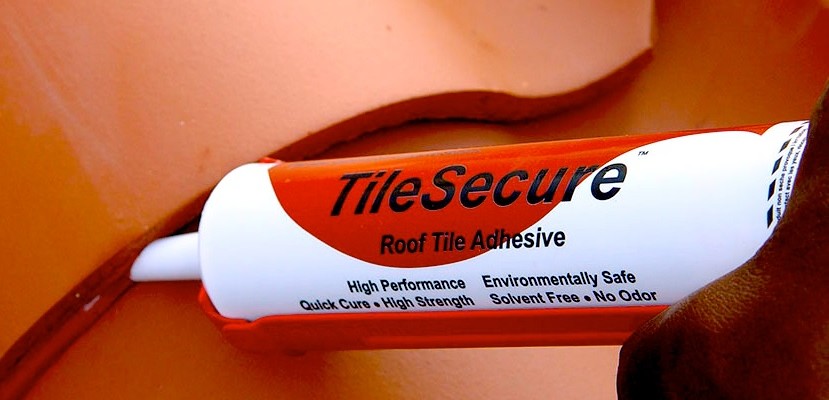 TileSecure™
Roof Tile Adhesive
High Performance Environmentally Safe
Quick Cure • High Strength Solvent Free • No Odor